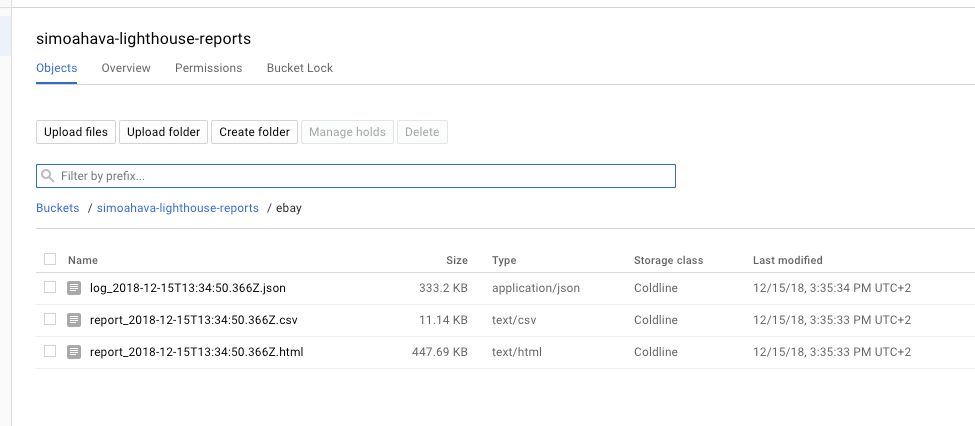 simoahava-lighthouse-reports
Objects Overview Permissions Bucket Lock
Upload files Upload folder Create folder Manage holds Delete
Filter by prefix...
Buckets / simoahava-lighthouse-reports / ebay
Name Size Type Storage class Last modified
log_2018-12-15T13:34:50.366Z.json 333.2 KB application/json Coldline 12/15/18, 3:35:34 PM UTC+2
report_2018-12-15T13:34:50.366Z.csv 11.14 KB text/csv Coldline 12/15/18, 3:35:33 PM UTC+2
report_2018-12-15T13:34:50.366Z.html 447.69 KB text/html Coldline 12/15/18, 3:35:33 PM UTC+2